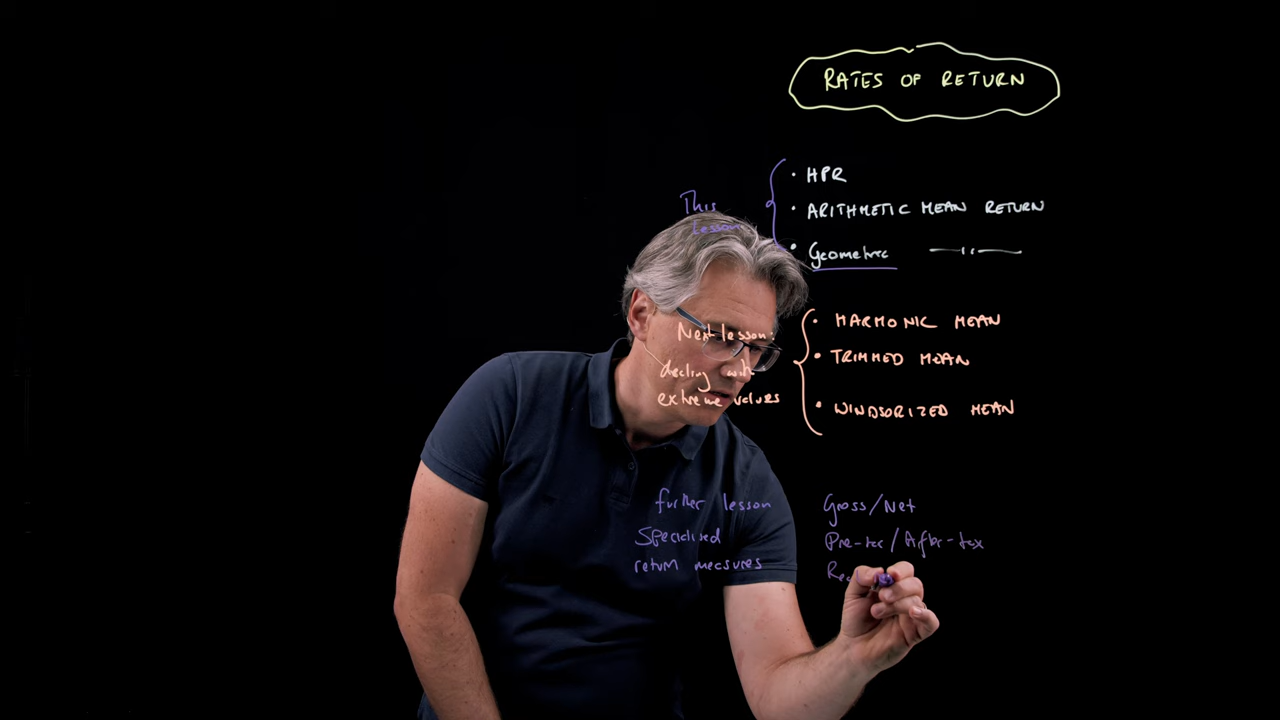 RATES OF RETURN
This lesson
• HPR
• ARITHMETIC MEAN RETURN
• Geometric —〃—
Next lesson:
dealing with
extreme values
• HARMONIC MEAN
• TRIMMED MEAN
• WINDSORIZED MEAN
further lesson
Specialised
return measures
Gross/Net
Pre-tax/After-tax